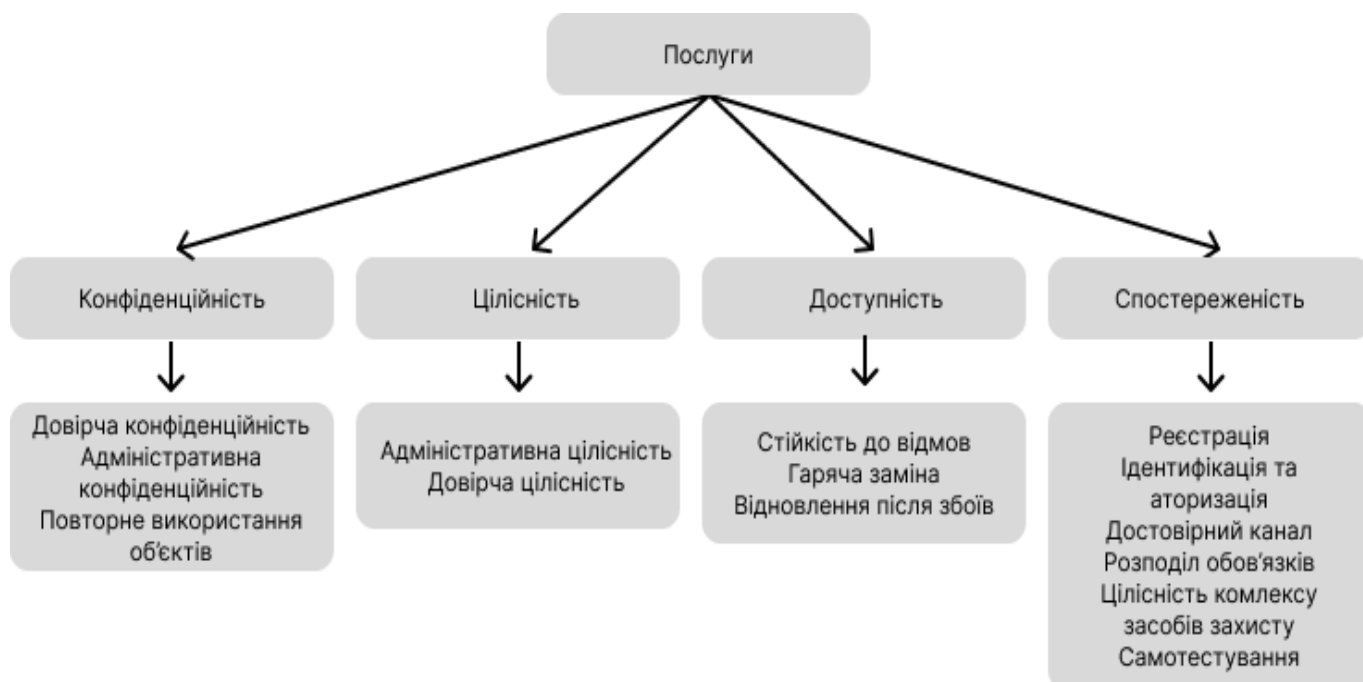 Послуги
Конфіденційність
Цілісність
Доступність
Спостереженість
Довірча конфіденційність
Адміністративна
конфіденційність
Повторне використання
об'єктів
Адміністративна цілісність
Довірча цілісність
Стійкість до відмов
Гаряча заміна
Відновлення після збоїв
Реєстрація
Ідентифікація та
аторизація
Достовірний канал
Розподіл обов'язків
Цілісність комлексу
засобів захисту
Самотестування